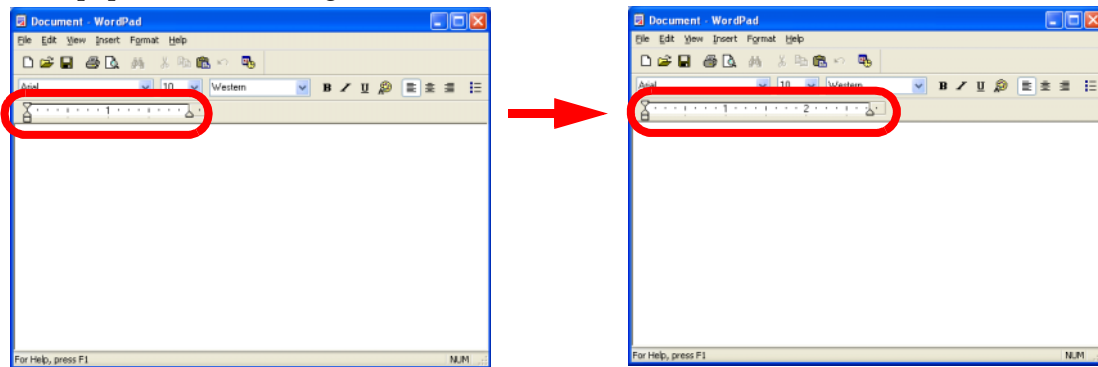 Document - WordPad
File Edit View Insert Format Help
Arial 10 Western B / U
1
For Help, press F1 NUM
Document - WordPad
File Edit View Insert Format Help
Arial 10 Western B / U
1 2
For Help, press F1 NUM